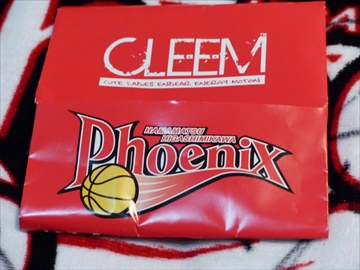 CLEEM
CUTE LADIES ENDEAR ENERGY MOTION
HAMAMATSU
HIGASHIMIKAWA
Phoenix